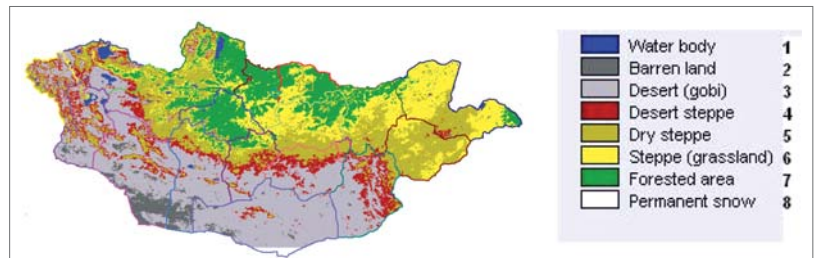 Water body 1
Barren land 2
Desert (gobi) 3
Desert steppe 4
Dry steppe 5
Steppe (grassland) 6
Forested area 7
Permanent snow 8